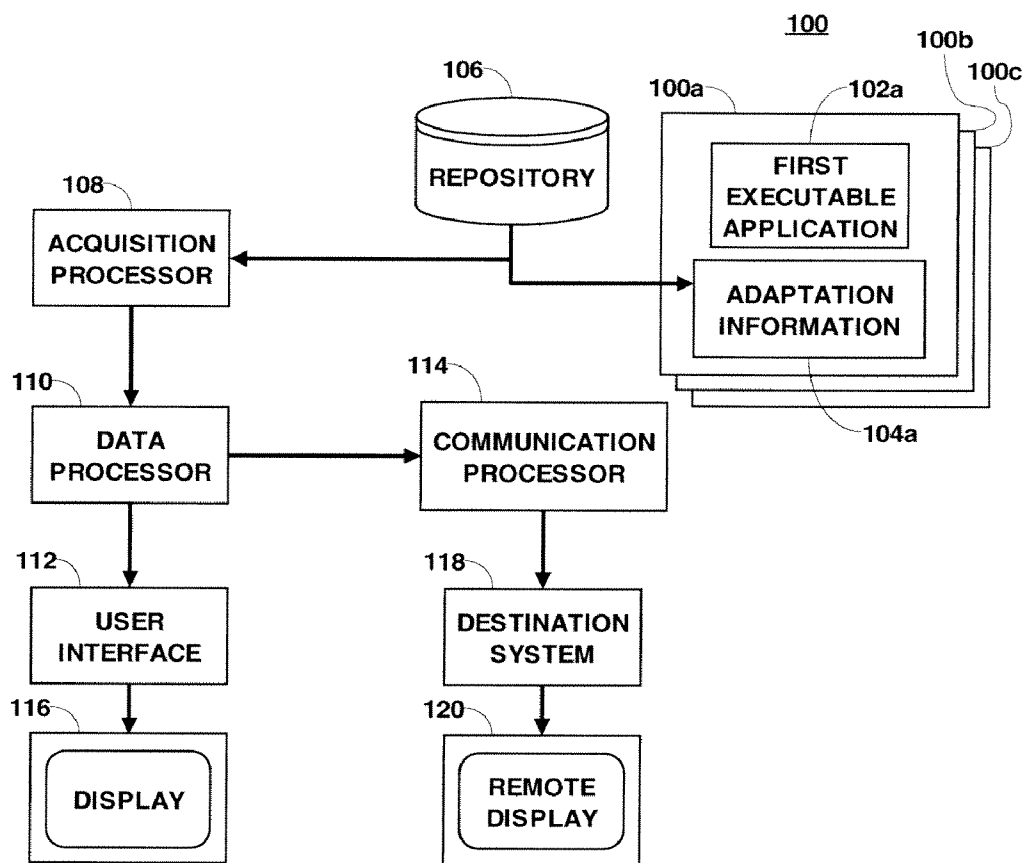 100
100b
100c
106
100a
102a
REPOSITORY
FIRST
EXECUTABLE
APPLICATION
108
ACQUISITION
PROCESSOR
ADAPTATION
INFORMATION
104a
110
DATA
PROCESSOR
114
COMMUNICATION
PROCESSOR
112
USER
INTERFACE
118
DESTINATION
SYSTEM
116
DISPLAY
120
REMOTE
DISPLAY